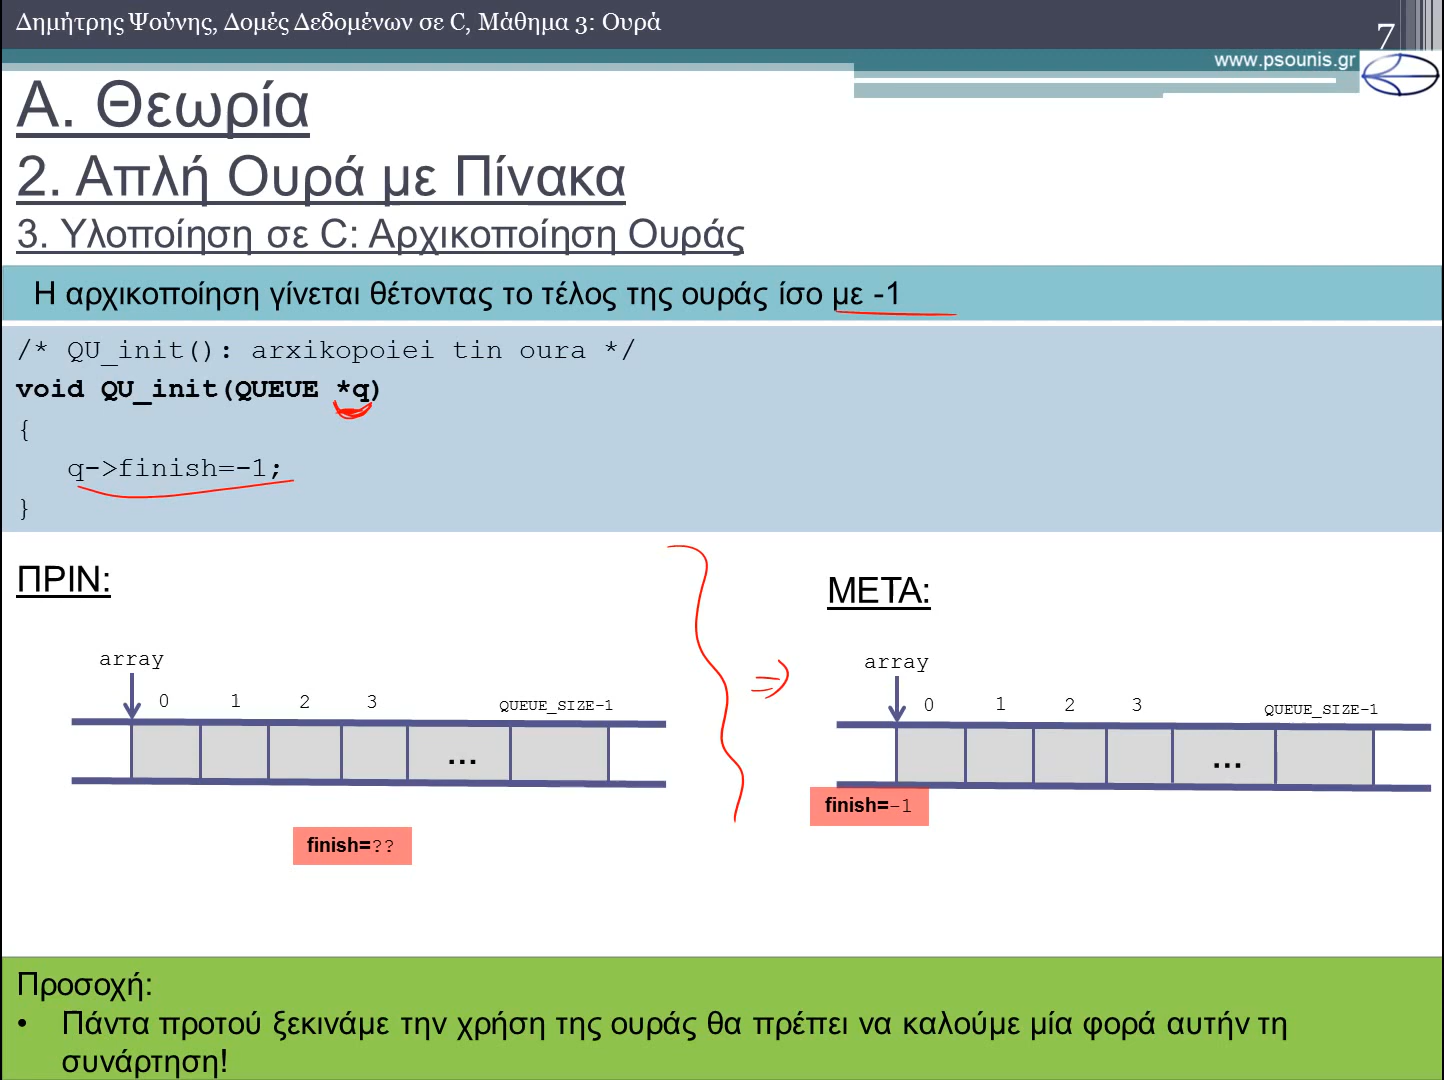 Δημήτρης Ψούνης, Δομές Δεδομένων σε C, Μάθημα 3: Ουρά
7
www.psounis.gr
Α. Θεωρία
2. Απλή Ουρά με Πίνακα
3. Υλοποίηση σε C: Αρχικοποίηση Ουράς
Η αρχικοποίηση γίνεται θέτοντας το τέλος της ουράς ίσο με -1
/* QU_init(): arxikopoiei tin oura */
void QU_init(QUEUE *q)
{
q->finish=-1;
}
ΠΡΙΝ:
array
0 1 2 3 QUEUE_SIZE-1
...
finish=??
ΜΕΤΑ:
array
0 1 2 3 QUEUE_SIZE-1
...
finish=-1
Προσοχή:
• Πάντα προτού ξεκινάμε την χρήση της ουράς θα πρέπει να καλούμε μία φορά αυτήν τη
συνάρτηση!